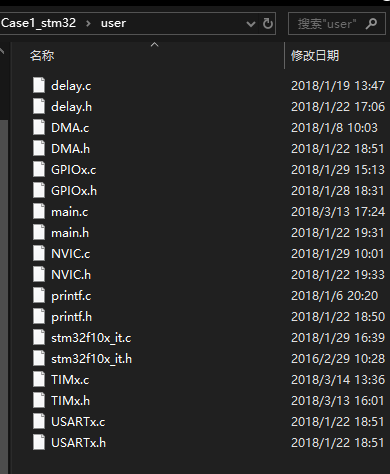 Case1_stm32 > user
搜索"user"
名称 修改日期
delay.c 2018/1/19 13:47
delay.h 2018/1/22 17:06
DMA.c 2018/1/8 10:03
DMA.h 2018/1/22 18:51
GPIOx.c 2018/1/29 15:13
GPIOx.h 2018/1/28 18:31
main.c 2018/3/13 17:24
main.h 2018/1/22 19:31
NVIC.c 2018/1/29 10:01
NVIC.h 2018/1/22 19:33
printf.c 2018/1/6 20:20
printf.h 2018/1/22 18:50
stm32f10x_it.c 2018/1/29 16:39
stm32f10x_it.h 2016/2/29 10:28
TIMx.c 2018/3/14 13:36
TIMx.h 2018/3/13 16:01
USARTx.c 2018/1/22 18:51
USARTx.h 2018/1/22 18:51